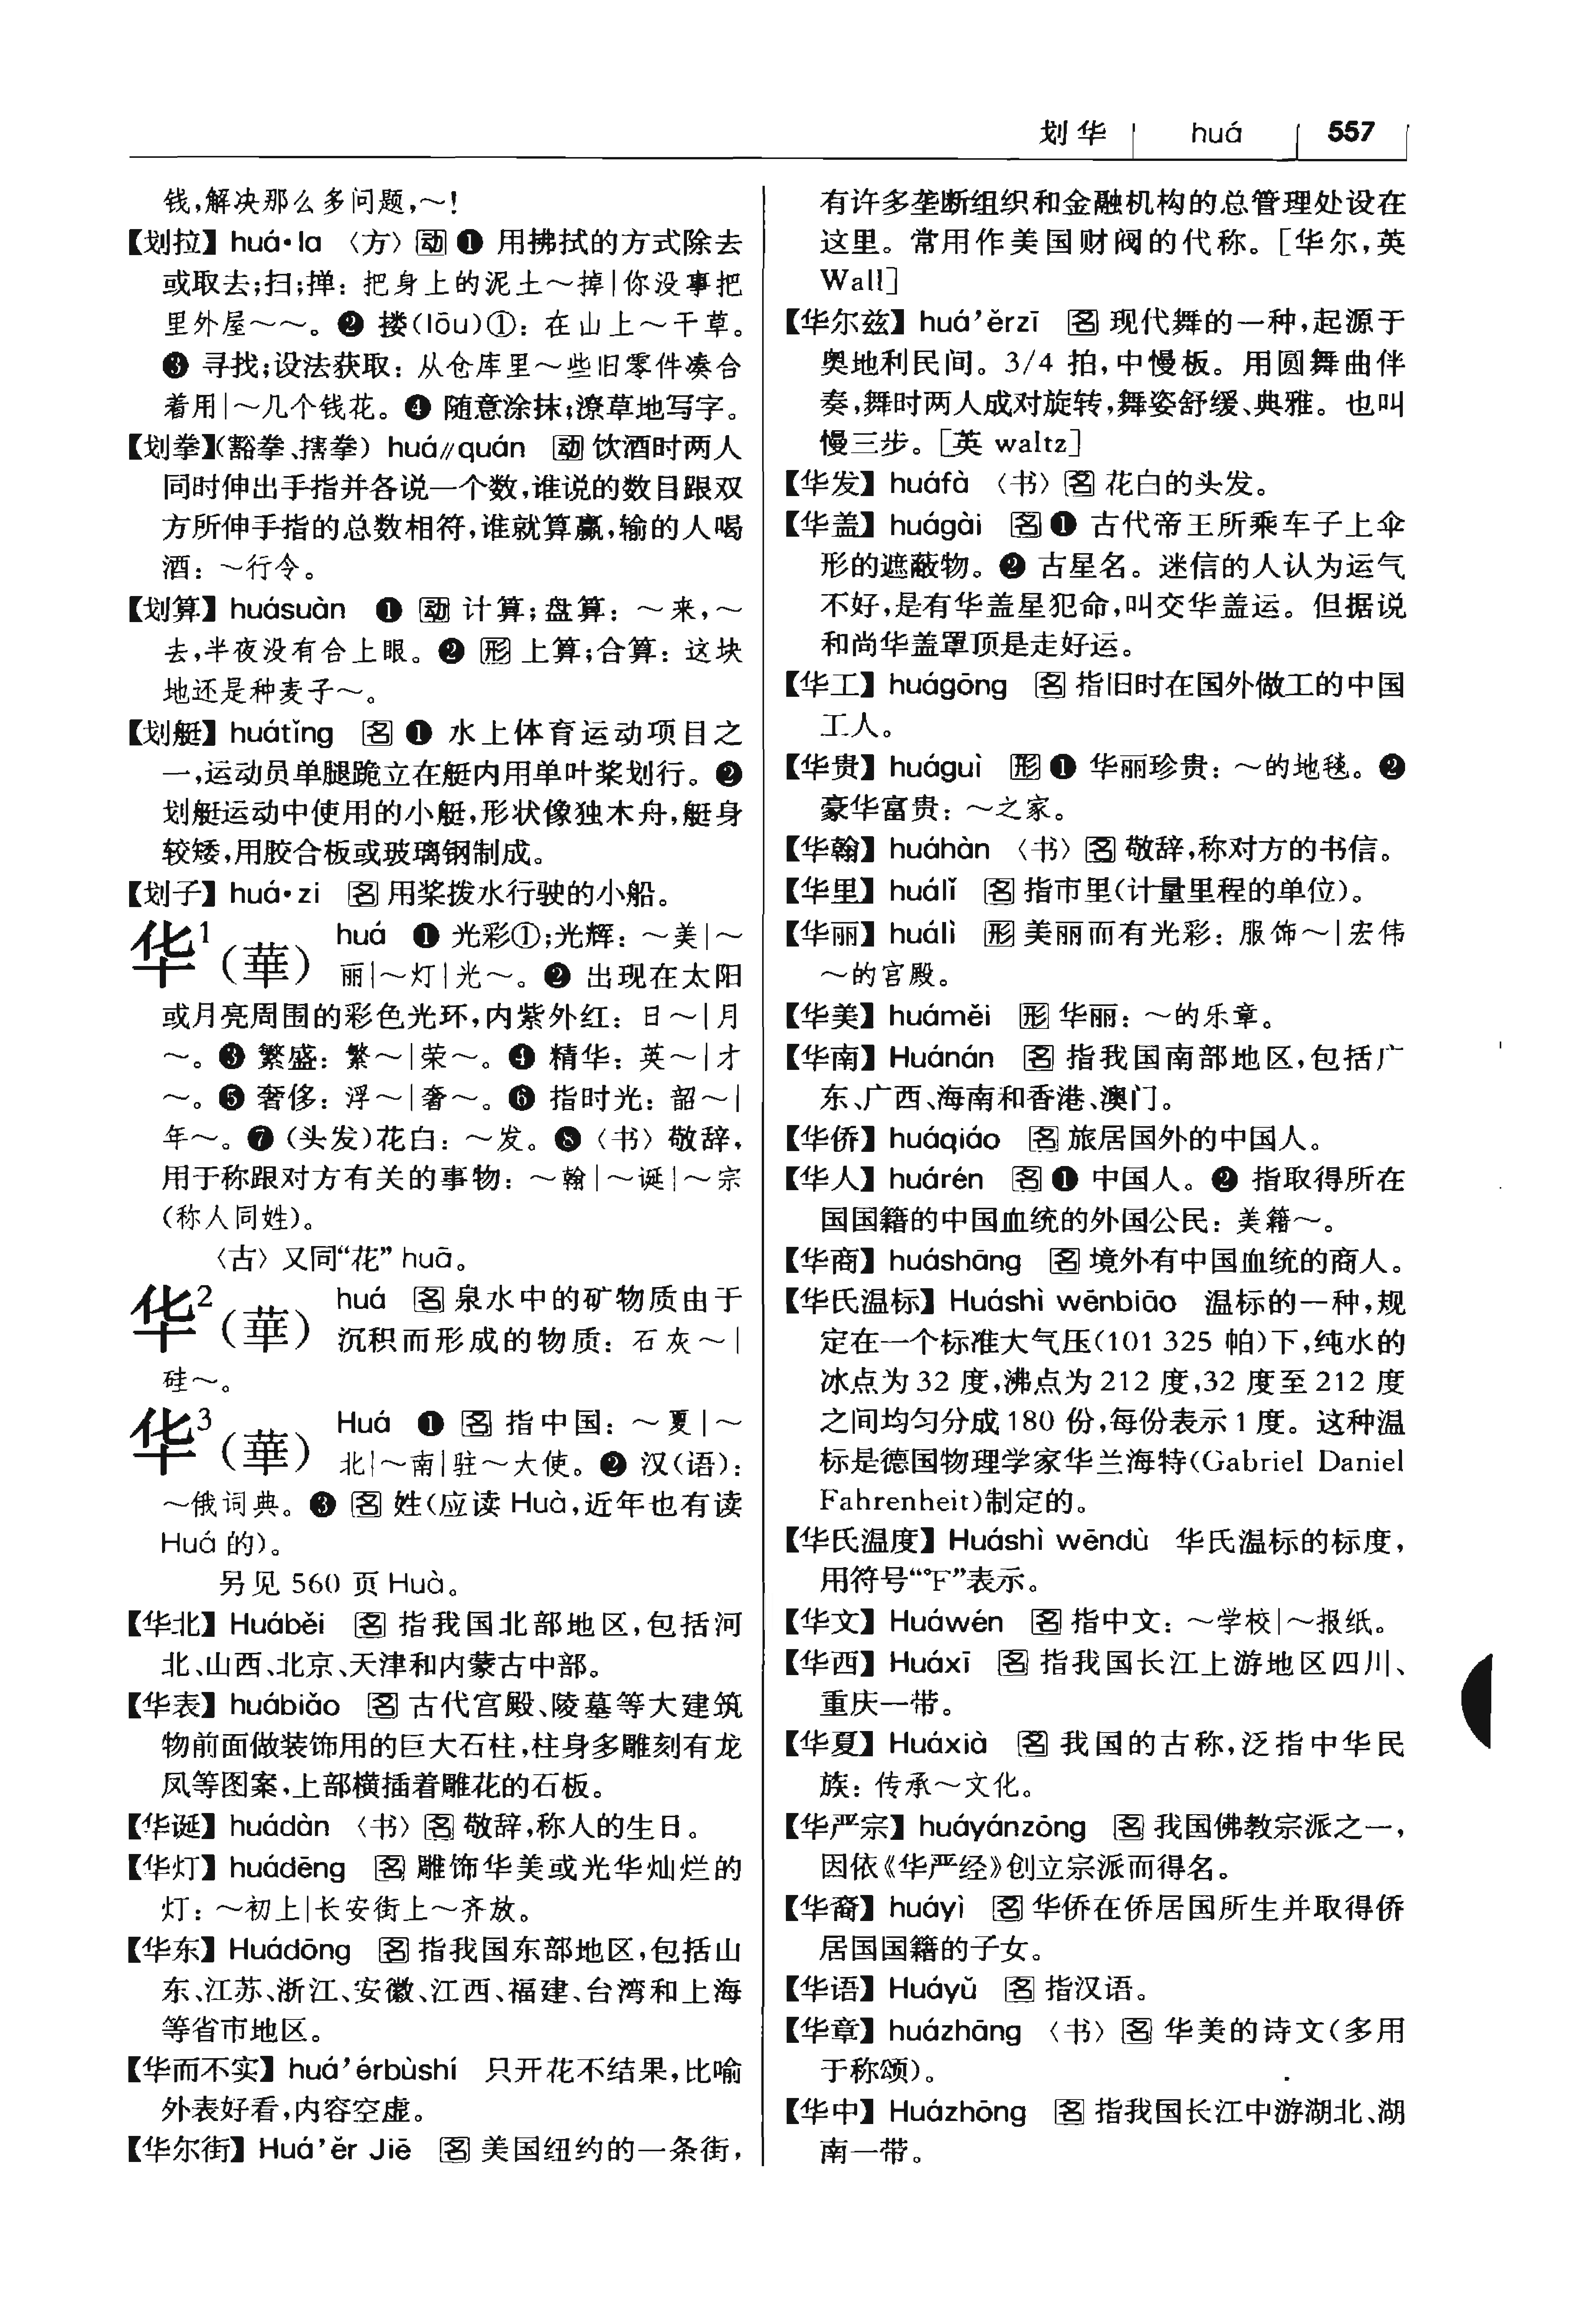 划华 huá 557
钱,解决那么多问题,～!
【划拉】huá•la 〈方〉动❶ 用拂拭的方式除去
或取去;扫;掸：把身上的泥土～掉|你没事把
里外屋～～。❷ 搂(lōu)①：在山上～干草。
❸ 寻找;设法获取：从仓库里～些旧零件凑合
着用|～几个钱花。❹ 随意涂抹;潦草地写字。
【划拳】(豁拳、搳拳) huá∥quán 动 饮酒时两人
同时伸出手指并各说一个数,谁说的数目跟双
方所伸手指的总数相符,谁就算赢,输的人喝
酒：～行令。
【划算】huásuàn ❶ 动 计算;盘算：～来,～
去,半夜没有合上眼。❷ 形 上算;合算：这块
地还是种麦子～。
【划艇】huátǐng 名❶ 水上体育运动项目之
一,运动员单腿跪立在艇内用单叶桨划行。❷
划艇运动中使用的小艇,形状像独木舟,艇身
较矮,用胶合板或玻璃钢制成。
【划子】huá•zi 名 用桨拨水行驶的小船。
华¹(華) huá ❶ 光彩①;光辉：～美|～
丽|～灯|光～。❷ 出现在太阳
或月亮周围的彩色光环,内紫外红：日～|月
～。❸ 繁盛：繁～|荣～。❹ 精华：英～|才
～。❺ 奢侈：浮～|奢～。❻ 指时光：韶～|
年～。❼ (头发)花白：～发。❽〈书〉敬辞,
用于称跟对方有关的事物：～翰|～诞|～宗
(称人同姓)。
〈古〉又同“花”huā。
华²(華) huá 名 泉水中的矿物质由于
沉积而形成的物质：石灰～|
硅～。
华³(華) Huá ❶ 名 指中国：～夏|～
北|～南|驻～大使。❷ 汉(语)：
～俄词典。❸ 名 姓(应读 Huà,近年也有读
Huá 的)。
另见 560 页 Huà。
【华北】Huáběi 名 指我国北部地区,包括河
北、山西、北京、天津和内蒙古中部。
【华表】huábiǎo 名 古代宫殿、陵墓等大建筑
物前面做装饰用的巨大石柱,柱身多雕刻有龙
凤等图案,上部横插着雕花的石板。
【华诞】huádàn 〈书〉名 敬辞,称人的生日。
【华灯】huádēng 名 雕饰华美或光华灿烂的
灯：～初上|长安街上～齐放。
【华东】Huádōng 名 指我国东部地区,包括山
东、江苏、浙江、安徽、江西、福建、台湾和上海
等省市地区。
【华而不实】huá’érbùshí 只开花不结果,比喻
外表好看,内容空虚。
【华尔街】Huá’ěr Jiē 名 美国纽约的一条街,
有许多垄断组织和金融机构的总管理处设在
这里。常用作美国财阀的代称。[华尔,英
Wall]
【华尔兹】huá’ěrzī 名 现代舞的一种,起源于
奥地利民间。3/4 拍,中慢板。用圆舞曲伴
奏,舞时两人成对旋转,舞姿舒缓、典雅。也叫
慢三步。[英 waltz]
【华发】huáfà 〈书〉名 花白的头发。
【华盖】huágài 名❶ 古代帝王所乘车子上伞
形的遮蔽物。❷ 古星名。迷信的人认为运气
不好,是有华盖星犯命,叫交华盖运。但据说
和尚华盖罩顶是走好运。
【华工】huágōng 名 指旧时在国外做工的中国
工人。
【华贵】huáguì 形❶ 华丽珍贵：～的地毯。❷
豪华富贵：～之家。
【华翰】huáhàn 〈书〉名 敬辞,称对方的书信。
【华里】huálǐ 名 指市里(计量里程的单位)。
【华丽】huálì 形 美丽而有光彩：服饰～|宏伟
～的宫殿。
【华美】huáměi 形 华丽：～的乐章。
【华南】Huánán 名 指我国南部地区,包括广
东、广西、海南和香港、澳门。
【华侨】huáqiáo 名 旅居国外的中国人。
【华人】huárén 名❶ 中国人。❷ 指取得所在
国国籍的中国血统的外国公民：美籍～。
【华商】huáshāng 名 境外有中国血统的商人。
【华氏温标】Huáshì wēnbiāo 温标的一种,规
定在一个标准大气压(101 325 帕)下,纯水的
冰点为 32 度,沸点为 212 度,32 度至 212 度
之间均匀分成 180 份,每份表示 1 度。这种温
标是德国物理学家华兰海特(Gabriel Daniel
Fahrenheit)制定的。
【华氏温度】Huáshì wēndù 华氏温标的标度,
用符号“℉”表示。
【华文】Huáwén 名 指中文：～学校|～报纸。
【华西】Huáxī 名 指我国长江上游地区四川、
重庆一带。
【华夏】Huáxià 名 我国的古称,泛指中华民
族：传承～文化。
【华严宗】huáyánzōng 名 我国佛教宗派之一,
因依《华严经》创立宗派而得名。
【华裔】huáyì 名 华侨在侨居国所生并取得侨
居国国籍的子女。
【华语】Huáyǔ 名 指汉语。
【华章】huázhāng 〈书〉名 华美的诗文(多用
于称颂)。
【华中】Huázhōng 名 指我国长江中游湖北、湖
南一带。